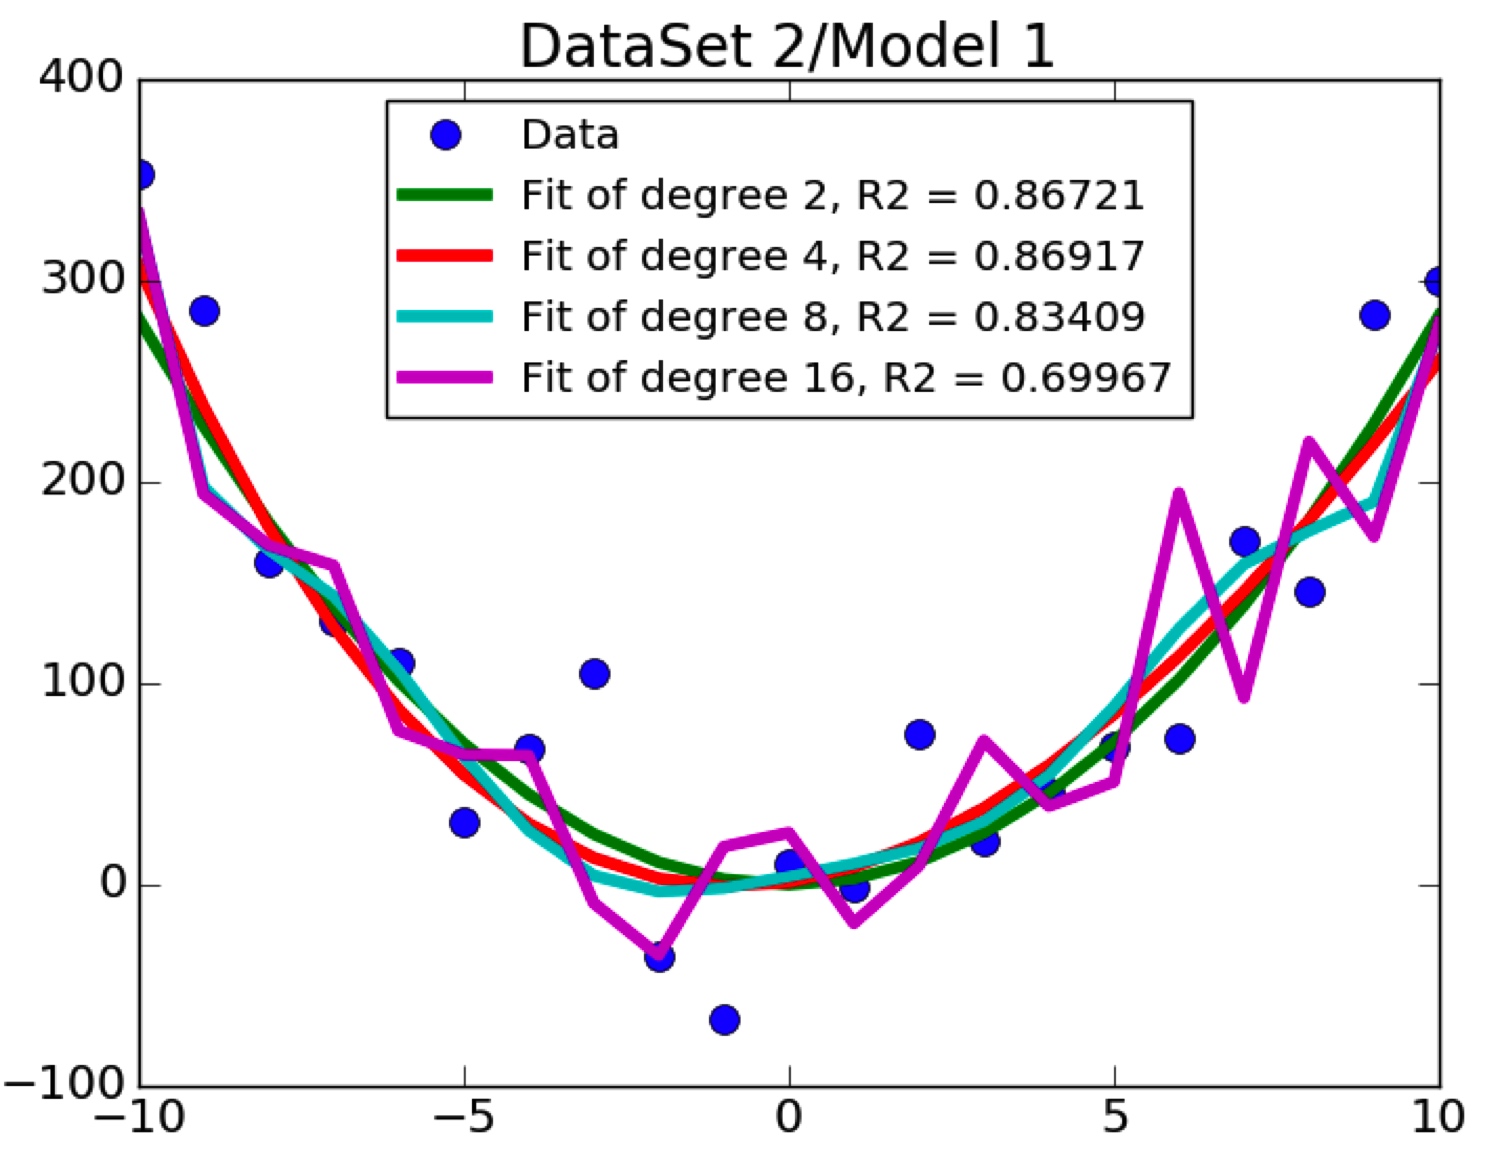 DataSet 2/Model 1
400
300
200
100
0
−100
Data
Fit of degree 2, R2 = 0.86721
Fit of degree 4, R2 = 0.86917
Fit of degree 8, R2 = 0.83409
Fit of degree 16, R2 = 0.69967
−10 −5 0 5 10